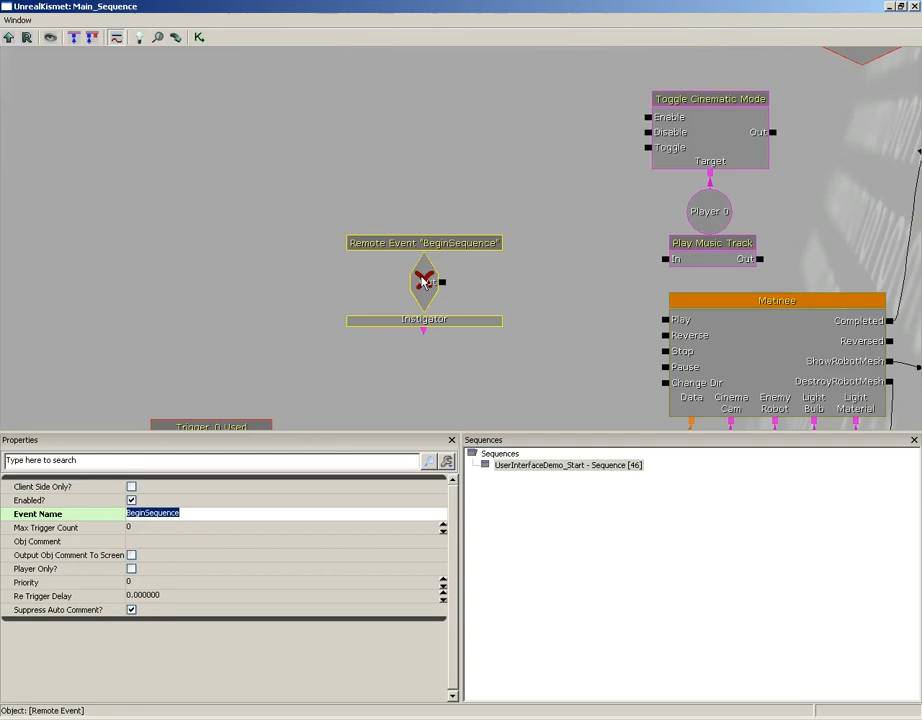 UnrealKismet: Main_Sequence
Window
Toggle Cinematic Mode
Enable
Disable
Out
Toggle
Target
Player 0
Remote Event "BeginSequence"
Play Music Track
In
Out
Instigator
Matinee
Play
Completed
Reverse
Reversed
Stop
ShowRobotMesh
Pause
DestroyRobotMesh
Change Dir
Data
Cinema Cam
Enemy Robot
Light Bulb
Light Material
Trigger_0 Used
Properties
Type here to search
Client Side Only?
Enabled?
Event Name
BeginSequence
Max Trigger Count
0
Obj Comment
Output Obj Comment To Screen
Player Only?
Priority
0
Re Trigger Delay
0.000000
Suppress Auto Comment?
Sequences
Sequences
UserInterfaceDemo_Start - Sequence [46]
Object: [Remote Event]